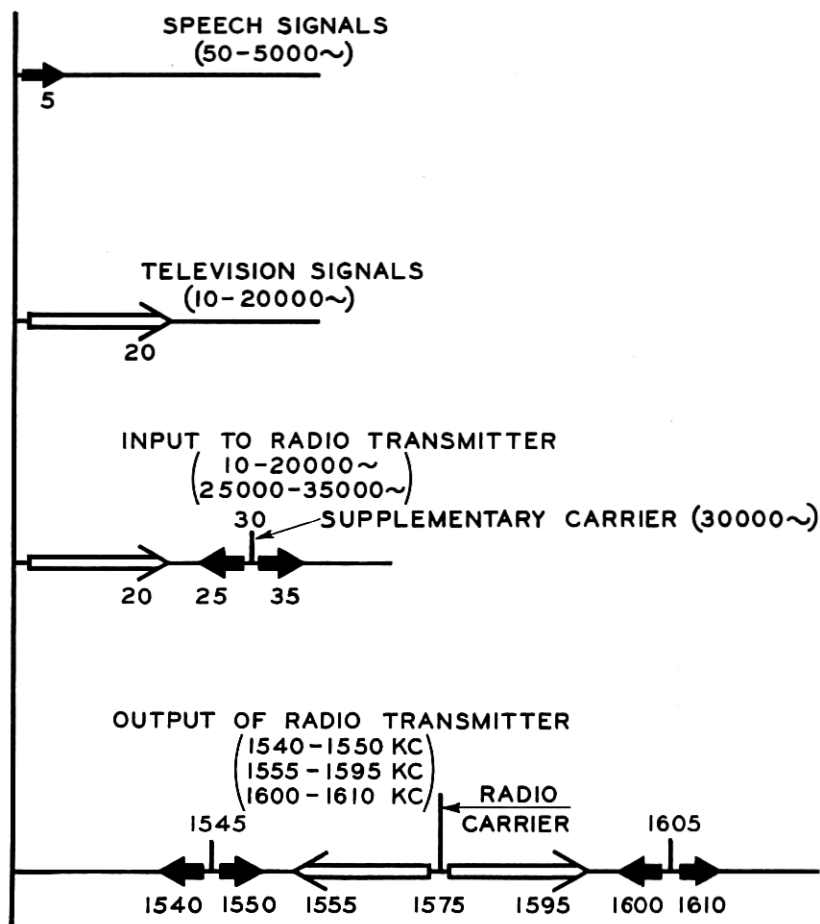 SPEECH SIGNALS
(50-5000~)
5
TELEVISION SIGNALS
(10-20000~)
20
INPUT TO RADIO TRANSMITTER
(10-20000~
25000-35000~)
30
SUPPLEMENTARY CARRIER (30000~)
20 25 35
OUTPUT OF RADIO TRANSMITTER
(1540-1550 KC
1555-1595 KC
1600-1610 KC)
RADIO
CARRIER
1545 1605
1540 1550 1555 1575 1595 1600 1610